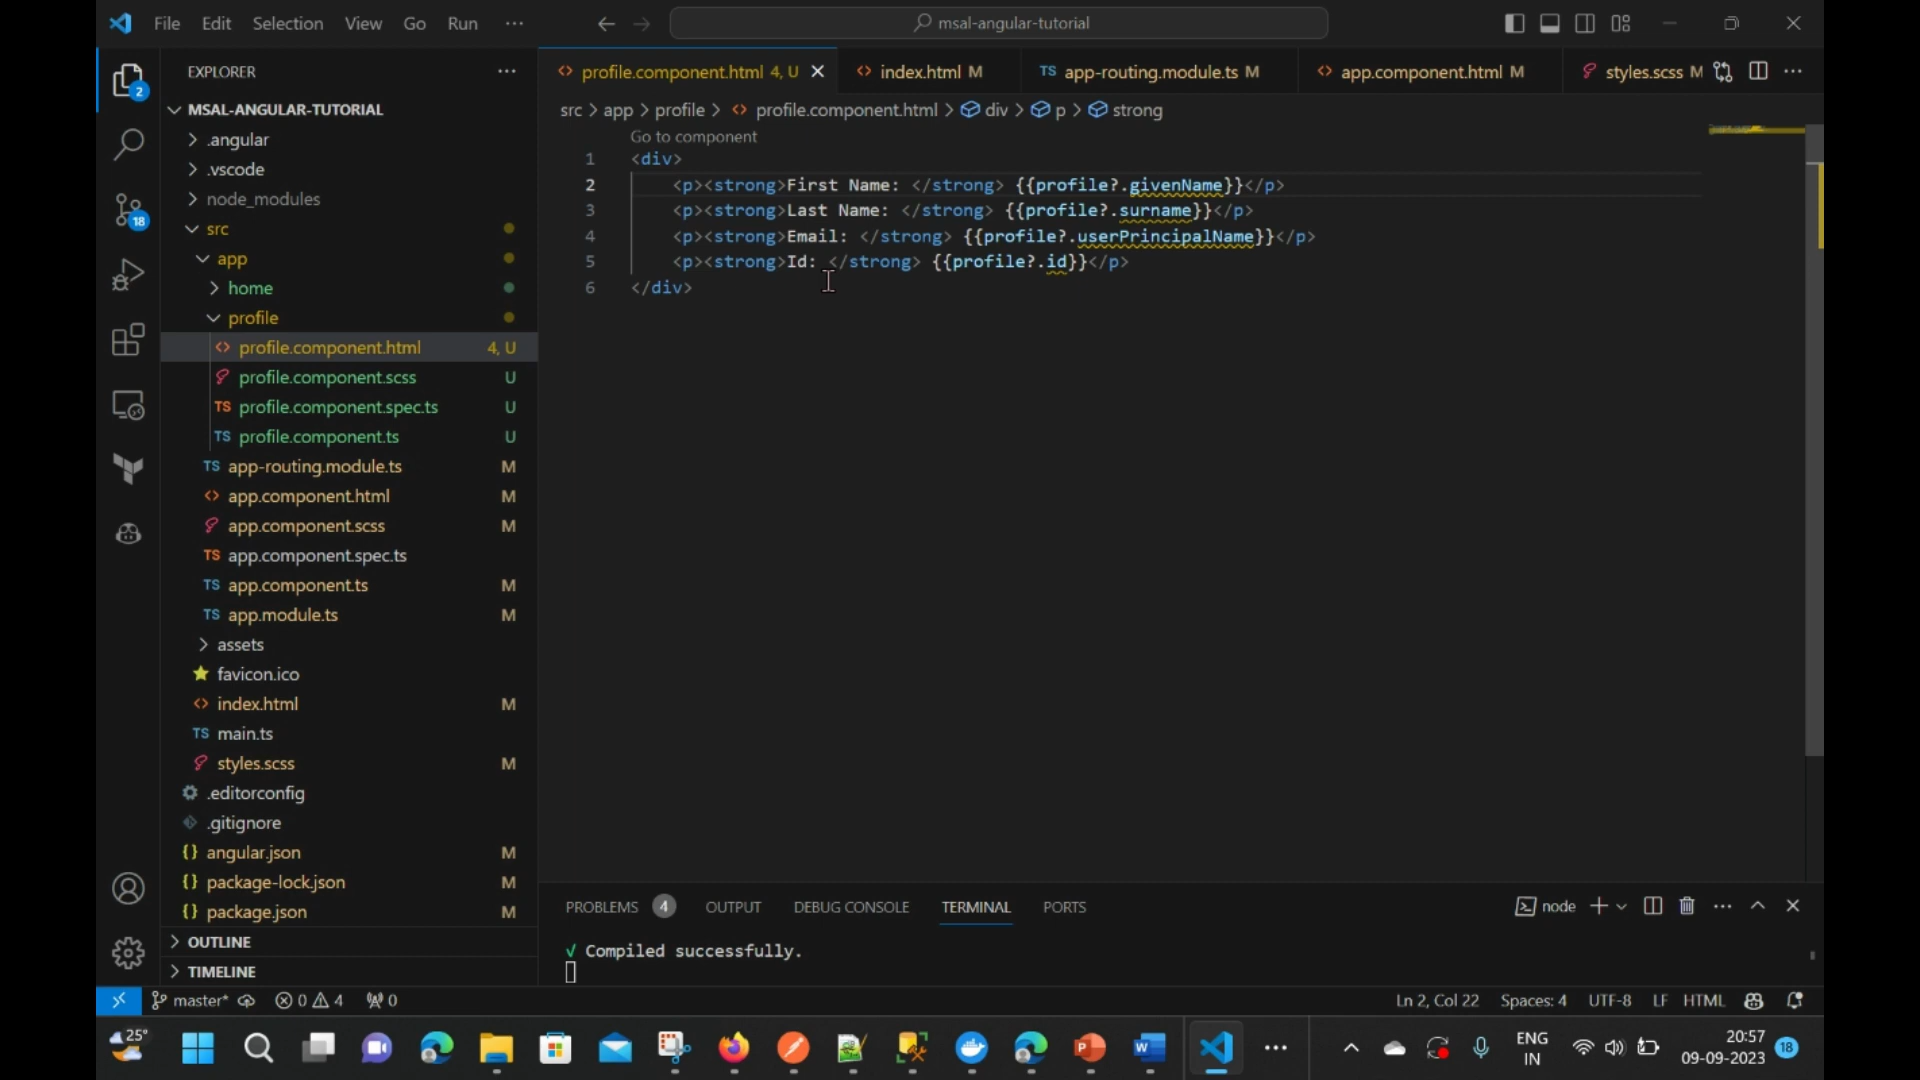 File Edit Selection View Go Run ···
msal-angular-tutorial
EXPLORER ···
MSAL-ANGULAR-TUTORIAL
.angular
.vscode
node_modules
src
app
home
profile
profile.component.html 4, U
profile.component.scss U
profile.component.spec.ts U
profile.component.ts U
app-routing.module.ts M
app.component.html M
app.component.scss M
app.component.spec.ts
app.component.ts M
app.module.ts M
assets
favicon.ico
index.html M
main.ts
styles.scss M
.editorconfig
.gitignore
angular.json M
package-lock.json M
package.json M
OUTLINE
TIMELINE
2
18
profile.component.html 4, U index.html M TS app-routing.module.ts M app.component.html M styles.scss M
src > app > profile > profile.component.html > div > p > strong
Go to component
1 <div>
2 <p><strong>First Name: </strong> {{profile?.givenName}}</p>
3 <p><strong>Last Name: </strong> {{profile?.surname}}</p>
4 <p><strong>Email: </strong> {{profile?.userPrincipalName}}</p>
5 <p><strong>Id: </strong> {{profile?.id}}</p>
6 </div>
PROBLEMS 4 OUTPUT DEBUG CONSOLE TERMINAL PORTS node
√ Compiled successfully.
master* 0 4 0 Ln 2, Col 22 Spaces: 4 UTF-8 LF HTML
25°
ENG
IN
20:57
09-09-2023
18